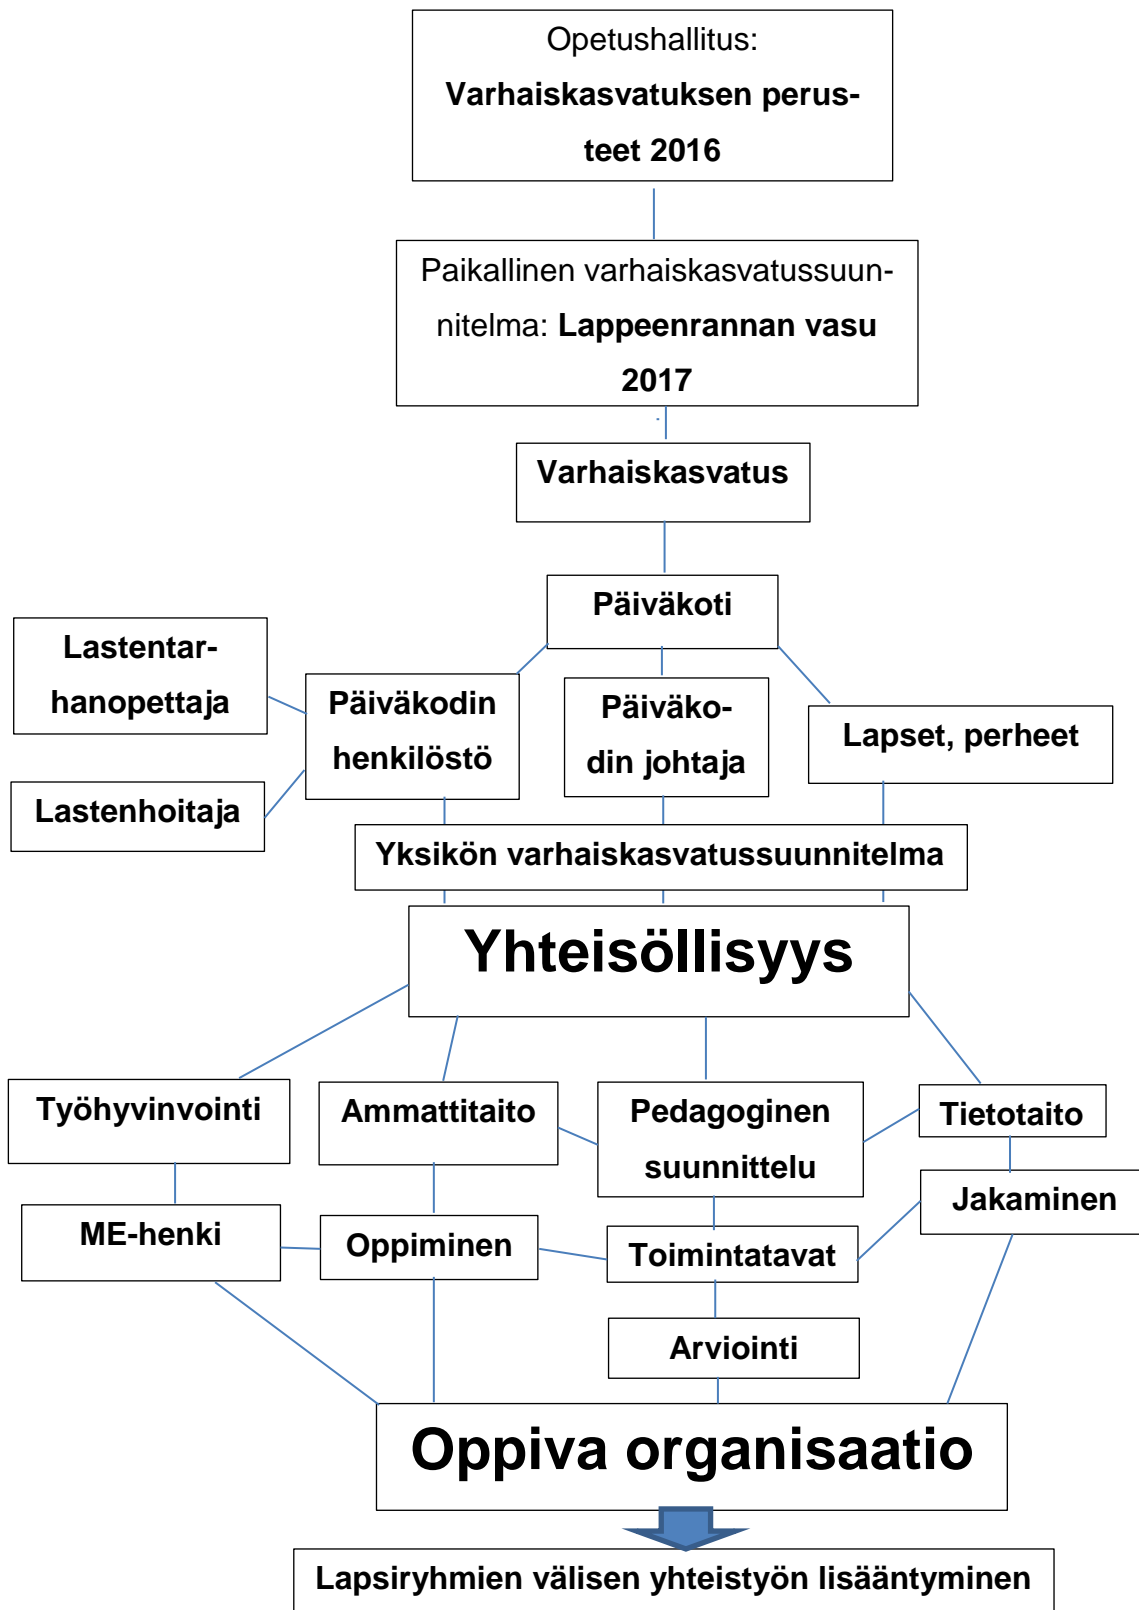 Opetushallitus:
Varhaiskasvatuksen perus-
teet 2016
Paikallinen varhaiskasvatussuun-
nitelma: Lappeenrannan vasu
2017
Varhaiskasvatus
Päiväkoti
Lastentar-
hanopettaja
Päiväkodin
henkilöstö
Päiväko-
din johtaja
Lapset, perheet
Lastenhoitaja
Yksikön varhaiskasvatussuunnitelma
Yhteisöllisyys
Työhyvinvointi
Ammattitaito
Pedagoginen
suunnittelu
Tietotaito
ME-henki
Oppiminen
Toimintatavat
Jakaminen
Arviointi
Oppiva organisaatio
Lapsiryhmien välisen yhteistyön lisääntyminen